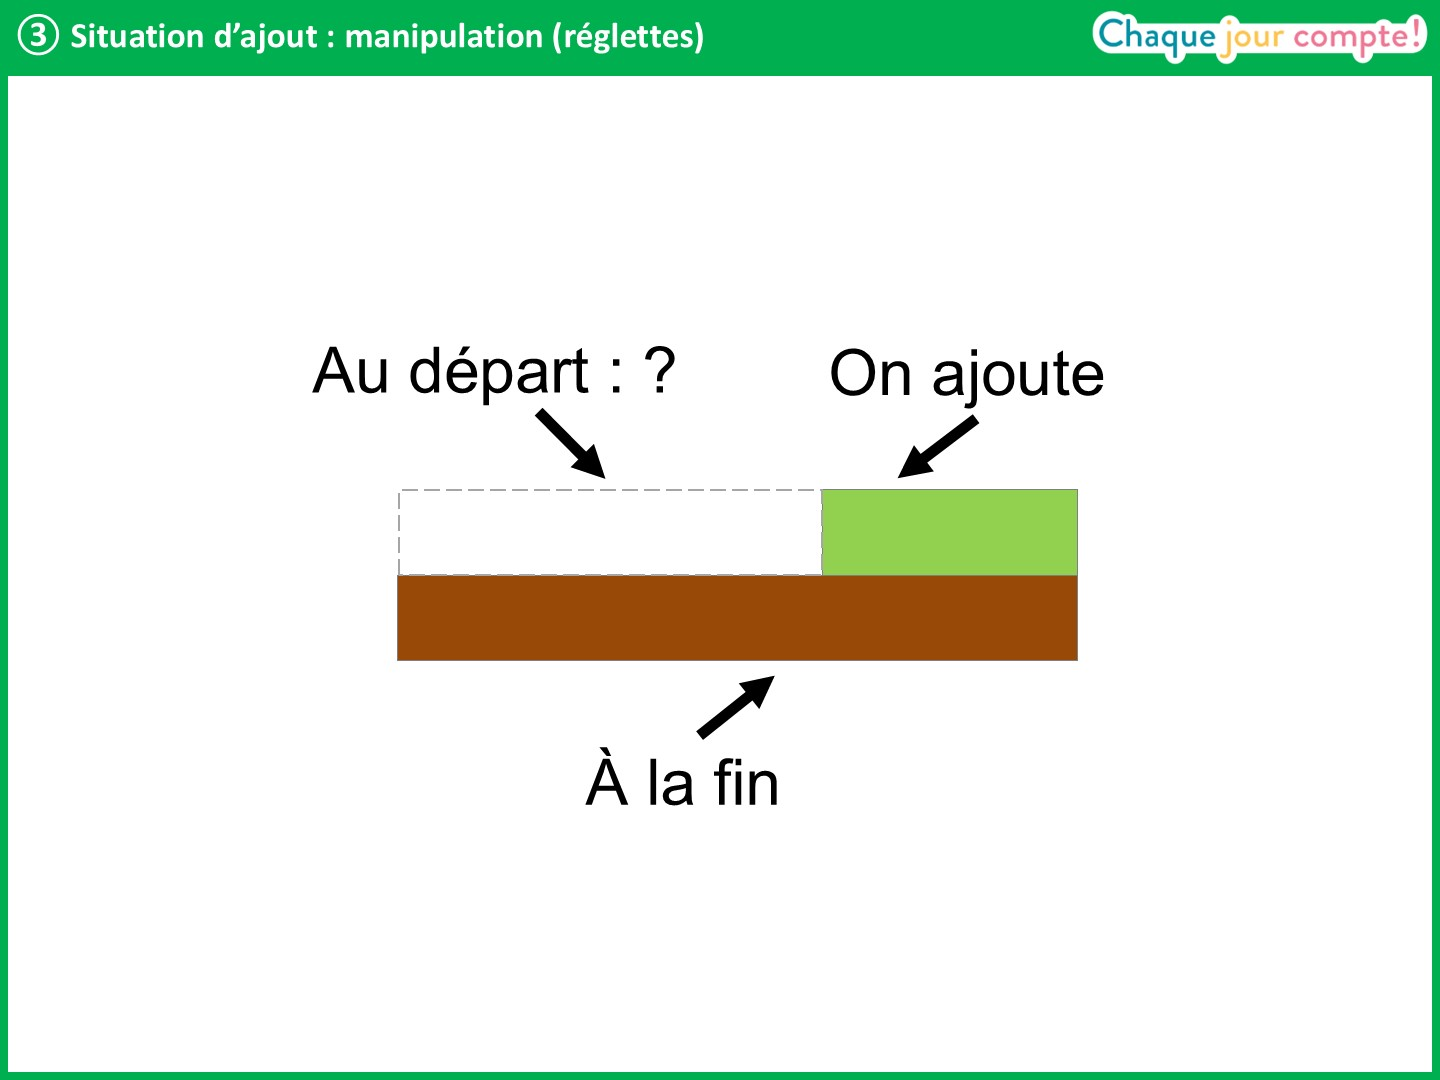 ③ Situation d’ajout : manipulation (réglettes)
Chaque jour compte!
Au départ : ?
On ajoute
À la fin